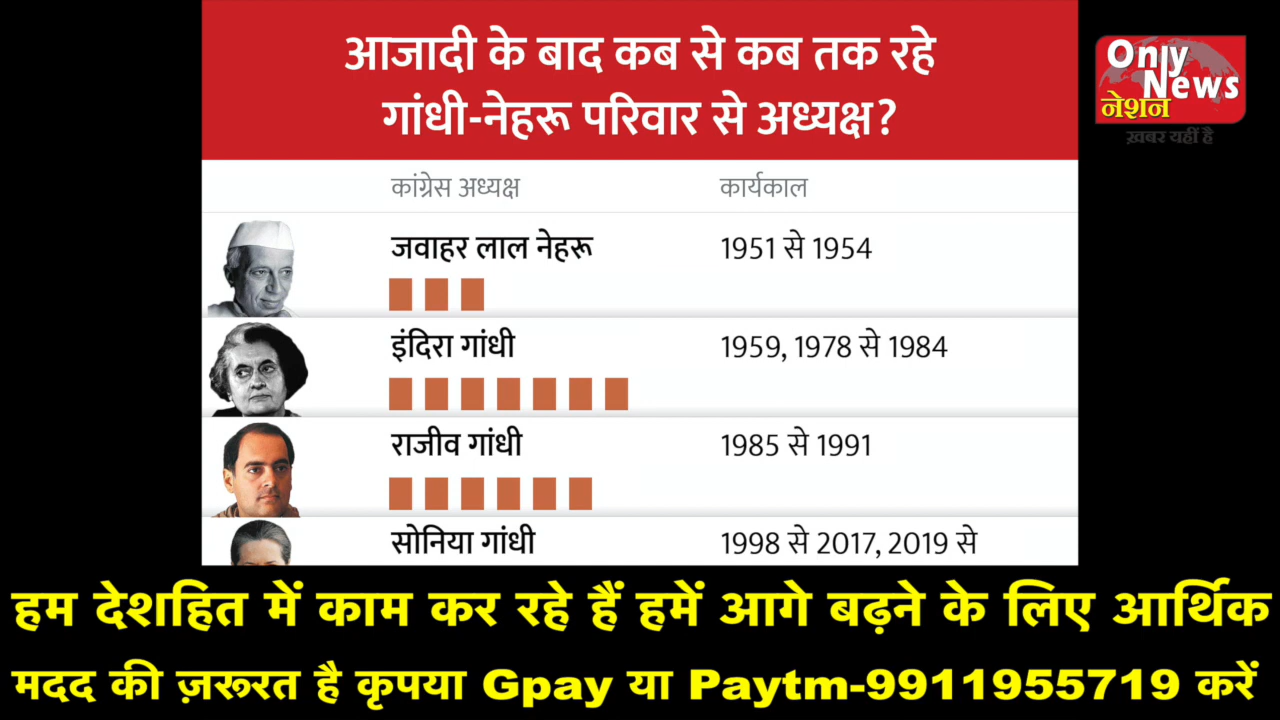 आजादी के बाद कब से कब तक रहे
गांधी-नेहरू परिवार से अध्यक्ष?
Only
News
नेशन
ख़बर यहीं है
कांग्रेस अध्यक्ष कार्यकाल
जवाहर लाल नेहरू 1951 से 1954
इंदिरा गांधी 1959, 1978 से 1984
राजीव गांधी 1985 से 1991
सोनिया गांधी 1998 से 2017, 2019 से
हम देशहित में काम कर रहे हैं हमें आगे बढ़ने के लिए आर्थिक
मदद की ज़रूरत है कृपया Gpay या Paytm-9911955719 करें